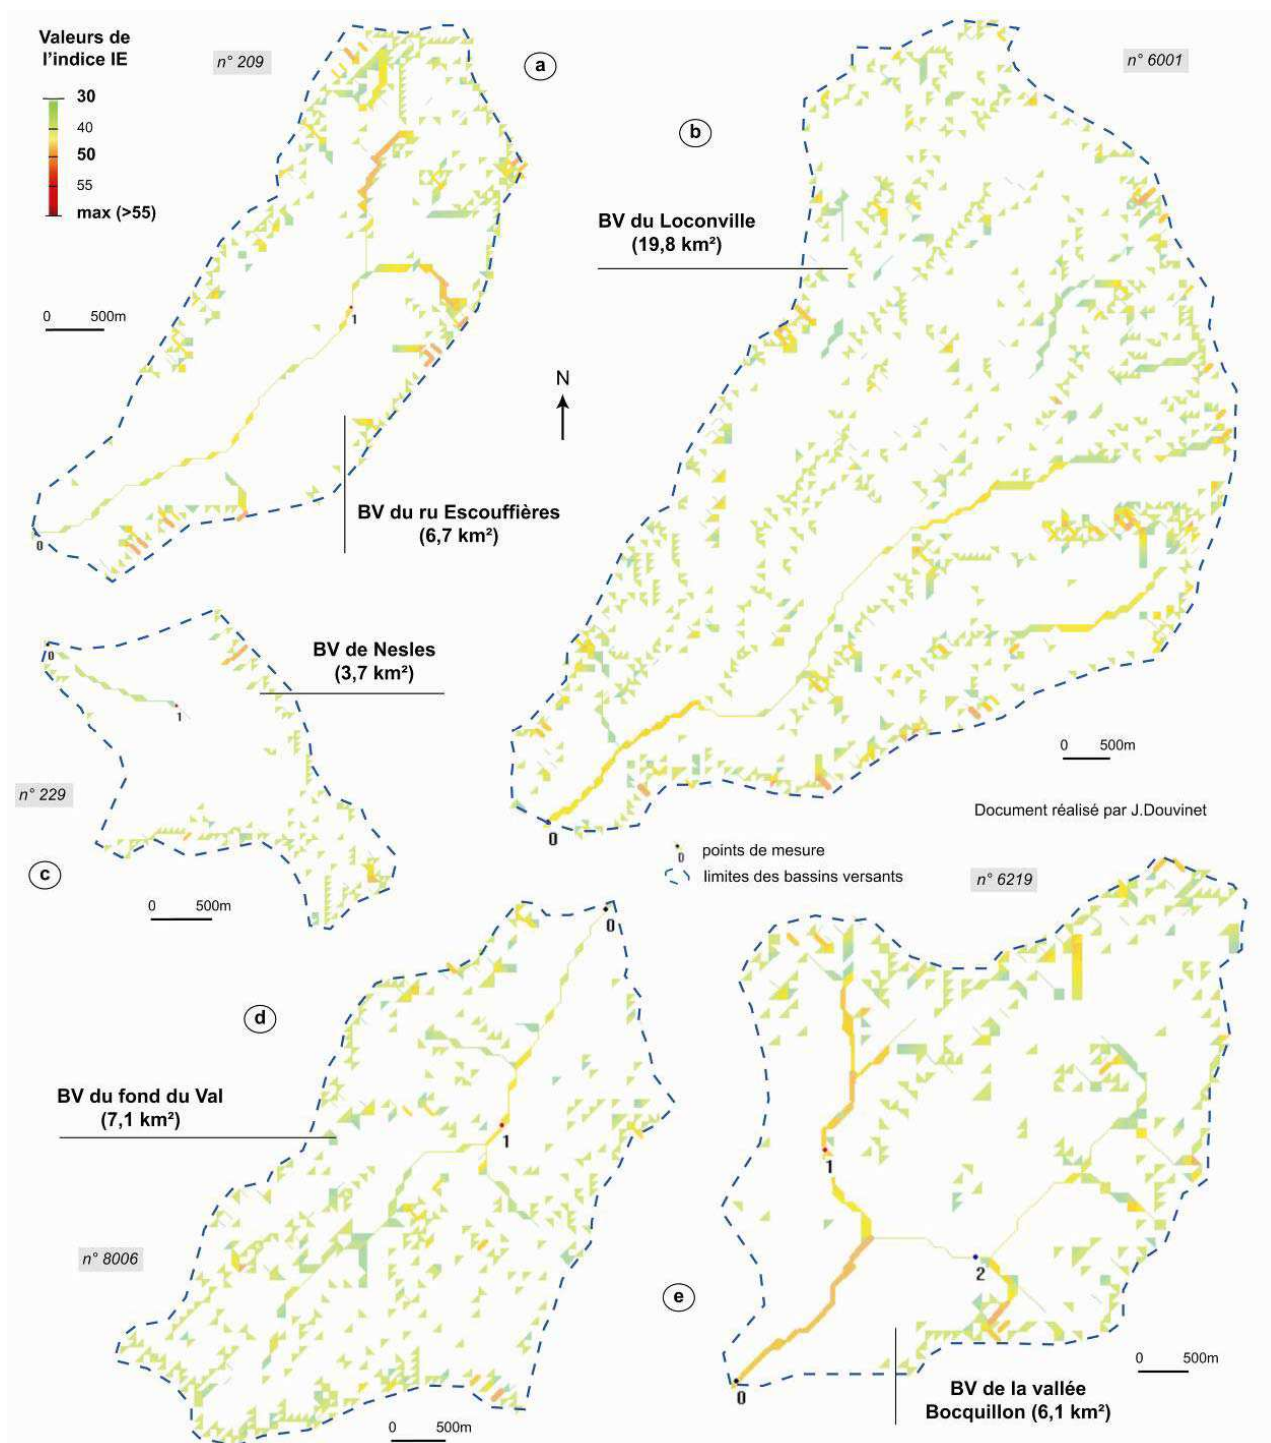 Valeurs de
l'indice IE
30
40
50
55
max (>55)
n° 209
a
0 500m
1
0
BV du ru Escouffières
(6,7 km²)
N
n° 6001
b
BV du Loconville
(19,8 km²)
0 500m
0
Document réalisé par J.Douvinet
BV de Nesles
(3,7 km²)
0
1
n° 229
c
0 500m
0 points de mesure
limites des bassins versants
n° 6219
d
0
BV du fond du Val
(7,1 km²)
1
n° 8006
0 500m
1
2
e
0
0 500m
BV de la vallée
Bocquillon (6,1 km²)